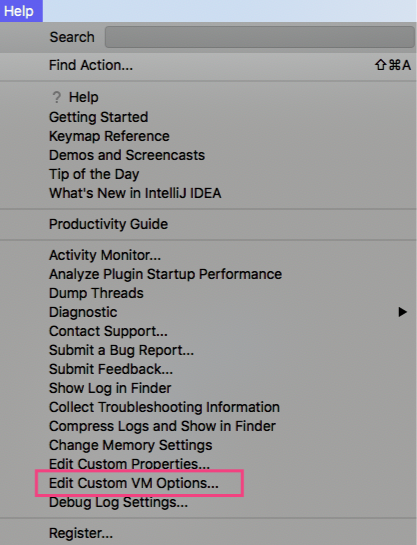 Help
Search
Find Action... ⇧⌘A
? Help
Getting Started
Keymap Reference
Demos and Screencasts
Tip of the Day
What's New in IntelliJ IDEA
Productivity Guide
Activity Monitor...
Analyze Plugin Startup Performance
Dump Threads
Diagnostic
Contact Support...
Submit a Bug Report...
Submit Feedback...
Show Log in Finder
Collect Troubleshooting Information
Compress Logs and Show in Finder
Change Memory Settings
Edit Custom Properties...
Edit Custom VM Options...
Debug Log Settings...
Register...